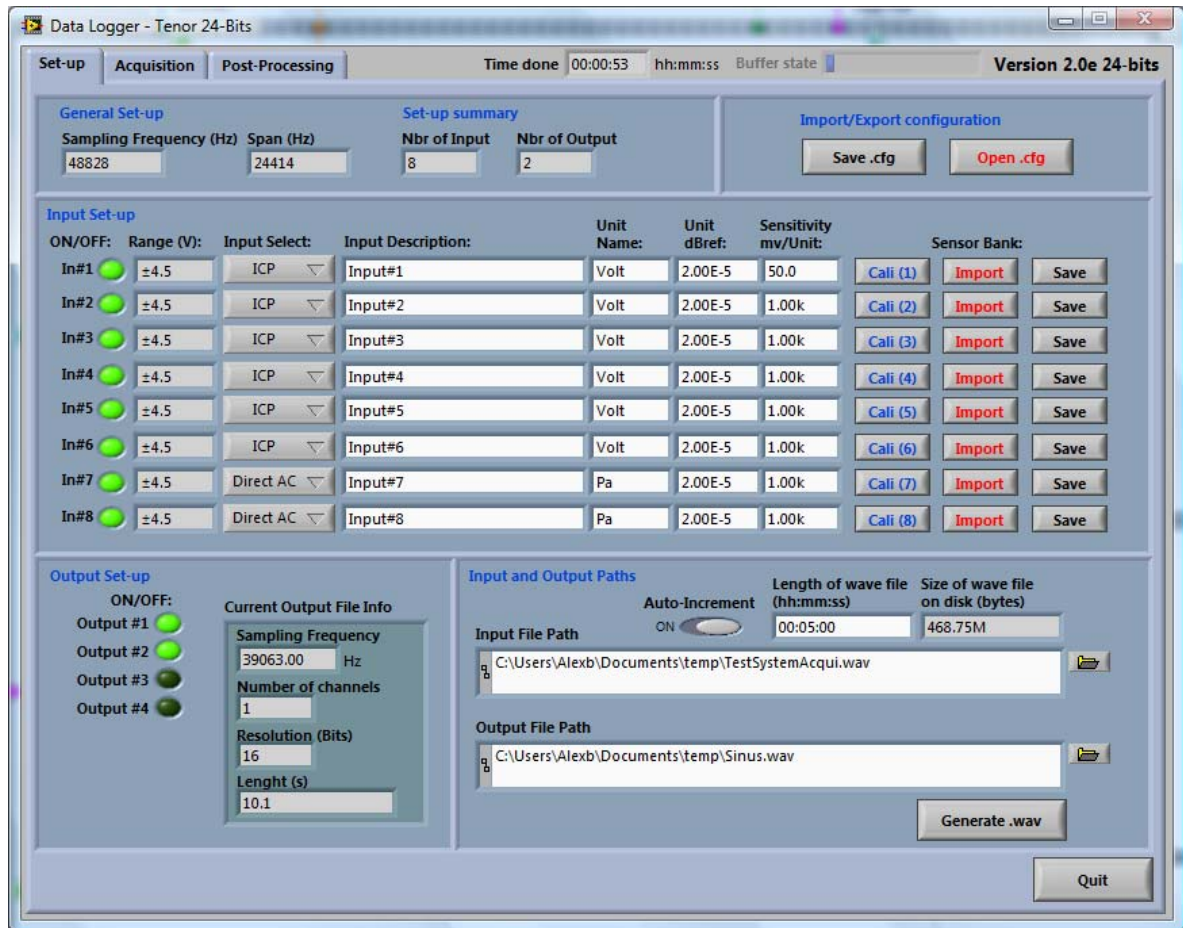 Data Logger - Tenor 24-Bits
Set-up Acquisition Post-Processing Time done 00:00:53 hh:mm:ss Buffer state Version 2.0e 24-bits
General Set-up Set-up summary Import/Export configuration
Sampling Frequency (Hz) Span (Hz) Nbr of Input Nbr of Output
48828 24414 8 2 Save .cfg Open .cfg
Input Set-up
ON/OFF: Range (V): Input Select: Input Description: Unit Name: Unit dBref: Sensitivity mv/Unit: Sensor Bank:
In#1 ±4.5 ICP Input#1 Volt 2.00E-5 50.0 Cali (1) Import Save
In#2 ±4.5 ICP Input#2 Volt 2.00E-5 1.00k Cali (2) Import Save
In#3 ±4.5 ICP Input#3 Volt 2.00E-5 1.00k Cali (3) Import Save
In#4 ±4.5 ICP Input#4 Volt 2.00E-5 1.00k Cali (4) Import Save
In#5 ±4.5 ICP Input#5 Volt 2.00E-5 1.00k Cali (5) Import Save
In#6 ±4.5 ICP Input#6 Volt 2.00E-5 1.00k Cali (6) Import Save
In#7 ±4.5 Direct AC Input#7 Pa 2.00E-5 1.00k Cali (7) Import Save
In#8 ±4.5 Direct AC Input#8 Pa 2.00E-5 1.00k Cali (8) Import Save
Output Set-up
ON/OFF:
Output #1
Output #2
Output #3
Output #4
Current Output File Info
Sampling Frequency
39063.00 Hz
Number of channels
1
Resolution (Bits)
16
Lenght (s)
10.1
Input and Output Paths
Auto-Increment
ON
Length of wave file (hh:mm:ss)
00:05:00
Size of wave file on disk (bytes)
468.75M
Input File Path
C:\Users\Alexb\Documents\temp\TestSystemAcqui.wav
Output File Path
C:\Users\Alexb\Documents\temp\Sinus.wav
Generate .wav
Quit